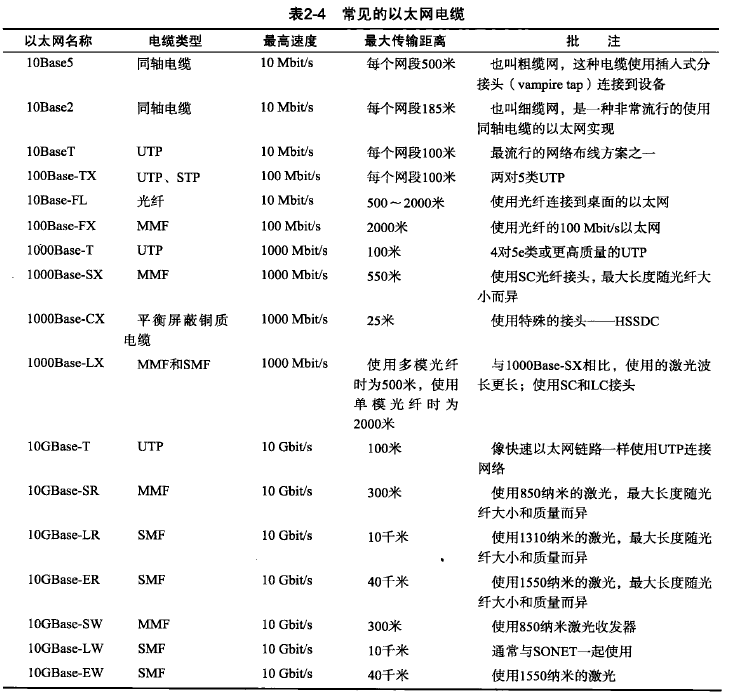 表2-4 常见的以太网电缆
以太网名称 电缆类型 最高速度 最大传输距离 批 注
10Base5 同轴电缆 10 Mbit/s 每个网段500米 也叫粗缆网，这种电缆使用插入式分
接头（vampire tap）连接到设备
10Base2 同轴电缆 10 Mbit/s 每个网段185米 也叫细缆网，是一种非常流行的使用
同轴电缆的以太网实现
10BaseT UTP 10 Mbit/s 每个网段100米 最流行的网络布线方案之一
100Base-TX UTP、STP 100 Mbit/s 每个网段100米 两对5类UTP
10Base-FL 光纤 10 Mbit/s 500～2000米 使用光纤连接到桌面的以太网
100Base-FX MMF 100 Mbit/s 2000米 使用光纤的100 Mbit/s以太网
1000Base-T UTP 1000 Mbit/s 100米 4对5e类或更高质量的UTP
1000Base-SX MMF 1000 Mbit/s 550米 使用SC光纤接头，最大长度随光纤大
小而异
1000Base-CX 平衡屏蔽铜质 1000 Mbit/s 25米 使用特殊的接头——HSSDC
电缆
1000Base-LX MMF和SMF 1000 Mbit/s 使用多模光纤 与1000Base-SX相比，使用的激光波
时为500米，使用 长更长；使用SC和LC接头
单模光纤时为
2000米
10GBase-T UTP 10 Gbit/s 100米 像快速以太网链路一样使用UTP连接
网络
10GBase-SR MMF 10 Gbit/s 300米 使用850纳米的激光，最大长度随光
纤大小和质量而异
10GBase-LR SMF 10 Gbit/s 10千米 使用1310纳米的激光，最大长度随光
纤大小和质量而异
10GBase-ER SMF 10 Gbit/s 40千米 使用1550纳米的激光，最大长度随光
纤大小和质量而异
10GBase-SW MMF 10 Gbit/s 300米 使用850纳米激光收发器
10GBase-LW SMF 10 Gbit/s 10千米 通常与SONET一起使用
10GBase-EW SMF 10 Gbit/s 40千米 使用1550纳米的激光